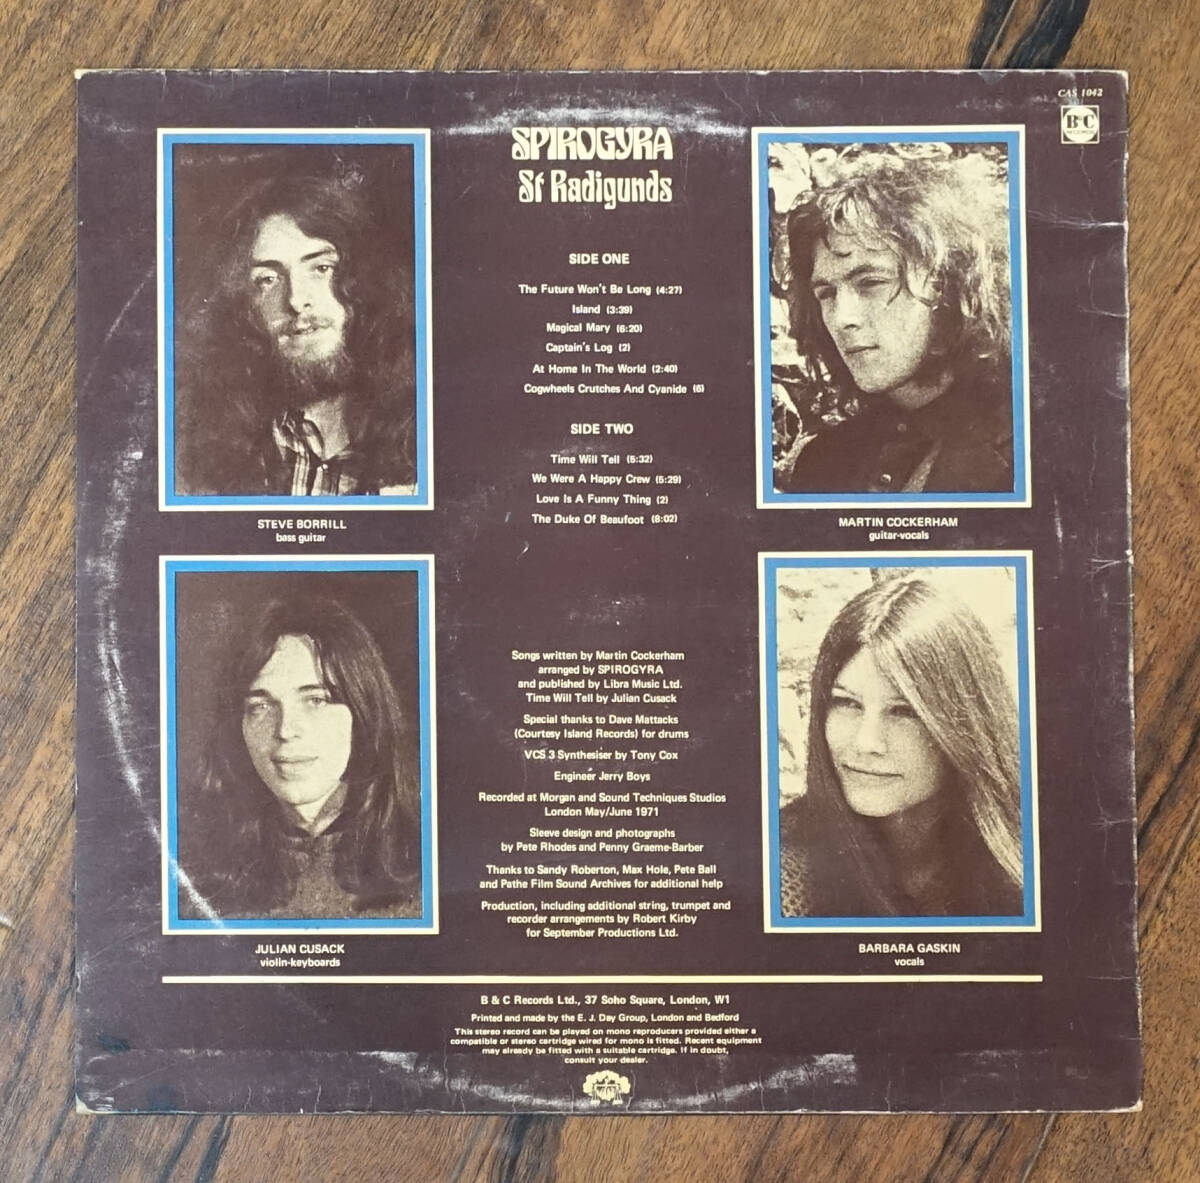 CAS 1042
B&C
RECORDS
SPIROGYRA
St Radigunds
SIDE ONE
The Future Won't Be Long (4:27)
Island (3:39)
Magical Mary (6:20)
Captain's Log (2)
At Home In The World (2:40)
Cogwheels Crutches And Cyanide (6)
SIDE TWO
Time Will Tell (5:32)
We Were A Happy Crew (5:29)
Love Is A Funny Thing (2)
The Duke Of Beaufoot (8:02)
STEVE BORRILL
bass guitar
MARTIN COCKERHAM
guitar-vocals
Songs written by Martin Cockerham
arranged by SPIROGYRA
and published by Libra Music Ltd.
Time Will Tell by Julian Cusack
Special thanks to Dave Mattacks
(Courtesy Island Records) for drums
VCS 3 Synthesiser by Tony Cox
Engineer Jerry Boys
Recorded at Morgan and Sound Techniques Studios
London May/June 1971
Sleeve design and photographs
by Pete Rhodes and Penny Graeme-Barber
Thanks to Sandy Roberton, Max Hole, Pete Ball
and Pathe Film Sound Archives for additional help
Production, including additional string, trumpet and
recorder arrangements by Robert Kirby
for September Productions Ltd.
JULIAN CUSACK
violin-keyboards
BARBARA GASKIN
vocals
B & C Records Ltd., 37 Soho Square, London, W1
Printed and made by the E. J. Day Group, London and Bedford
This stereo record can be played on mono reproducers provided either a
compatible or stereo cartridge wired for mono is fitted. Recent equipment
may already be fitted with a suitable cartridge. If in doubt,
consult your dealer.